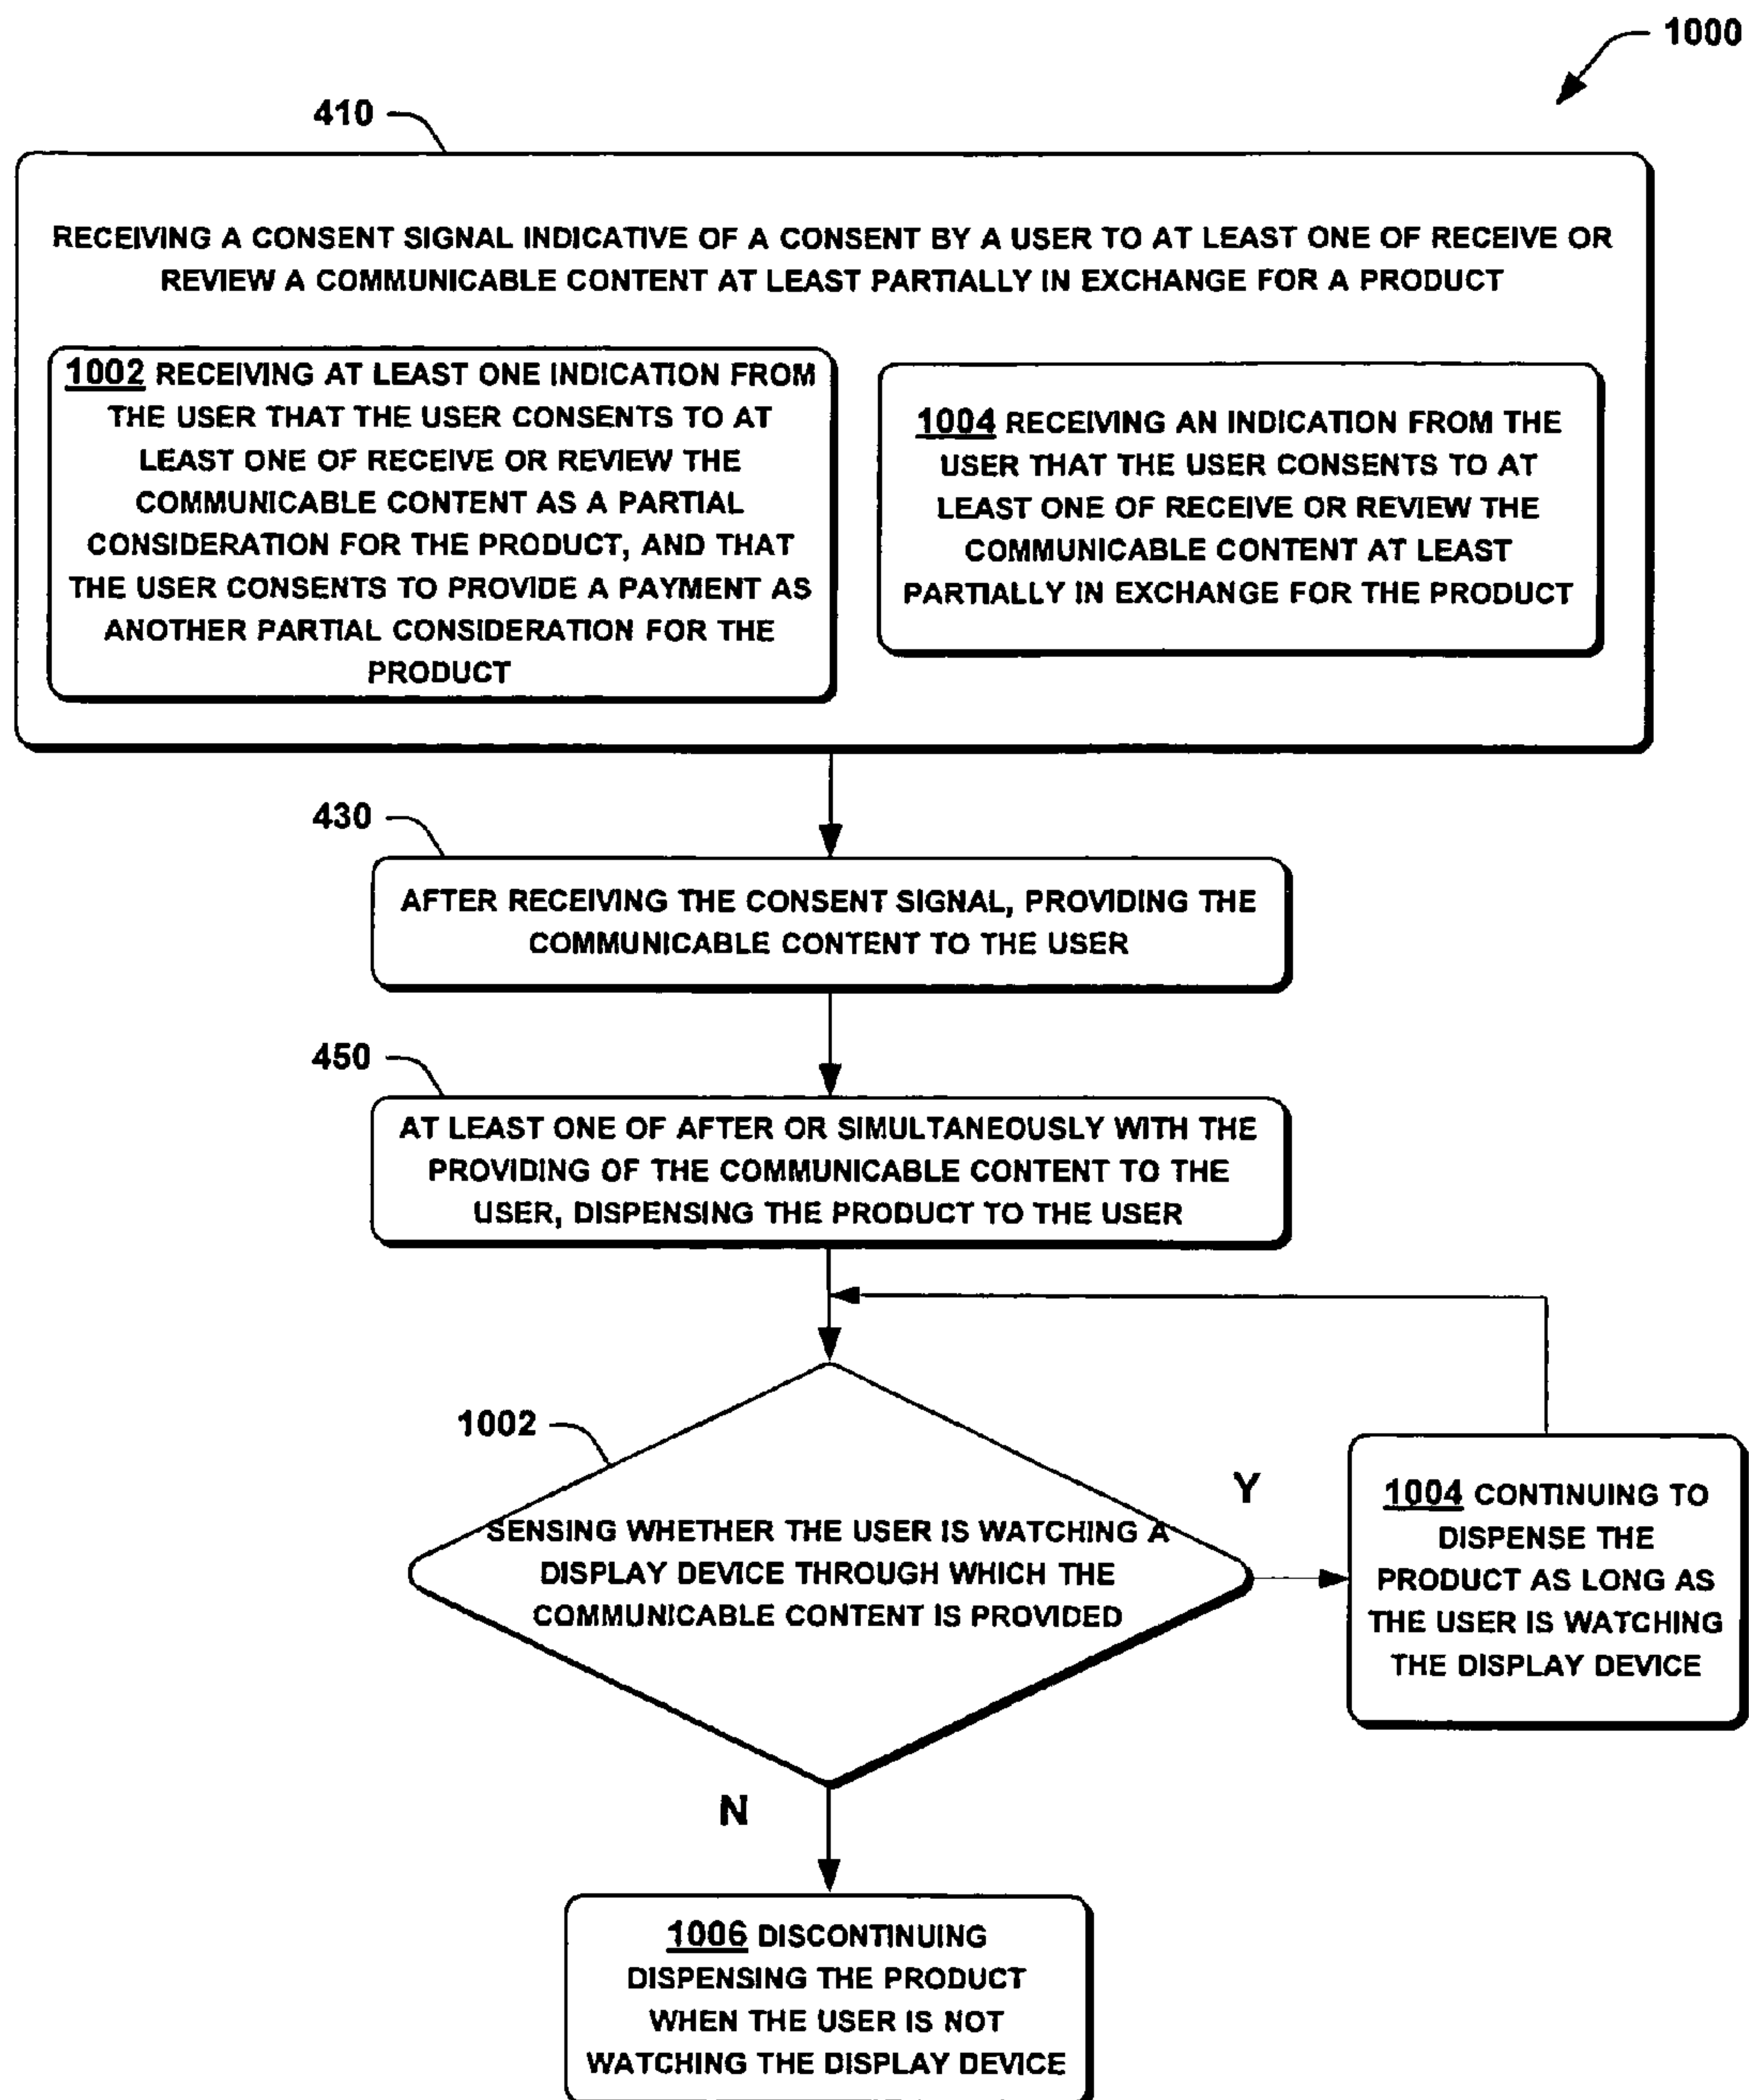 1000
410
RECEIVING A CONSENT SIGNAL INDICATIVE OF A CONSENT BY A USER TO AT LEAST ONE OF RECEIVE OR
REVIEW A COMMUNICABLE CONTENT AT LEAST PARTIALLY IN EXCHANGE FOR A PRODUCT
1002 RECEIVING AT LEAST ONE INDICATION FROM
THE USER THAT THE USER CONSENTS TO AT
LEAST ONE OF RECEIVE OR REVIEW THE
COMMUNICABLE CONTENT AS A PARTIAL
CONSIDERATION FOR THE PRODUCT, AND THAT
THE USER CONSENTS TO PROVIDE A PAYMENT AS
ANOTHER PARTIAL CONSIDERATION FOR THE
PRODUCT
1004 RECEIVING AN INDICATION FROM THE
USER THAT THE USER CONSENTS TO AT
LEAST ONE OF RECEIVE OR REVIEW THE
COMMUNICABLE CONTENT AT LEAST
PARTIALLY IN EXCHANGE FOR THE PRODUCT
430
AFTER RECEIVING THE CONSENT SIGNAL, PROVIDING THE
COMMUNICABLE CONTENT TO THE USER
450
AT LEAST ONE OF AFTER OR SIMULTANEOUSLY WITH THE
PROVIDING OF THE COMMUNICABLE CONTENT TO THE
USER, DISPENSING THE PRODUCT TO THE USER
1002
SENSING WHETHER THE USER IS WATCHING A
DISPLAY DEVICE THROUGH WHICH THE
COMMUNICABLE CONTENT IS PROVIDED
Y
1004 CONTINUING TO
DISPENSE THE
PRODUCT AS LONG AS
THE USER IS WATCHING
THE DISPLAY DEVICE
N
1006 DISCONTINUING
DISPENSING THE PRODUCT
WHEN THE USER IS NOT
WATCHING THE DISPLAY DEVICE